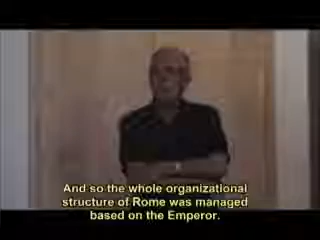 And so the whole organizational
structure of Rome was managed
based on the Emperor.